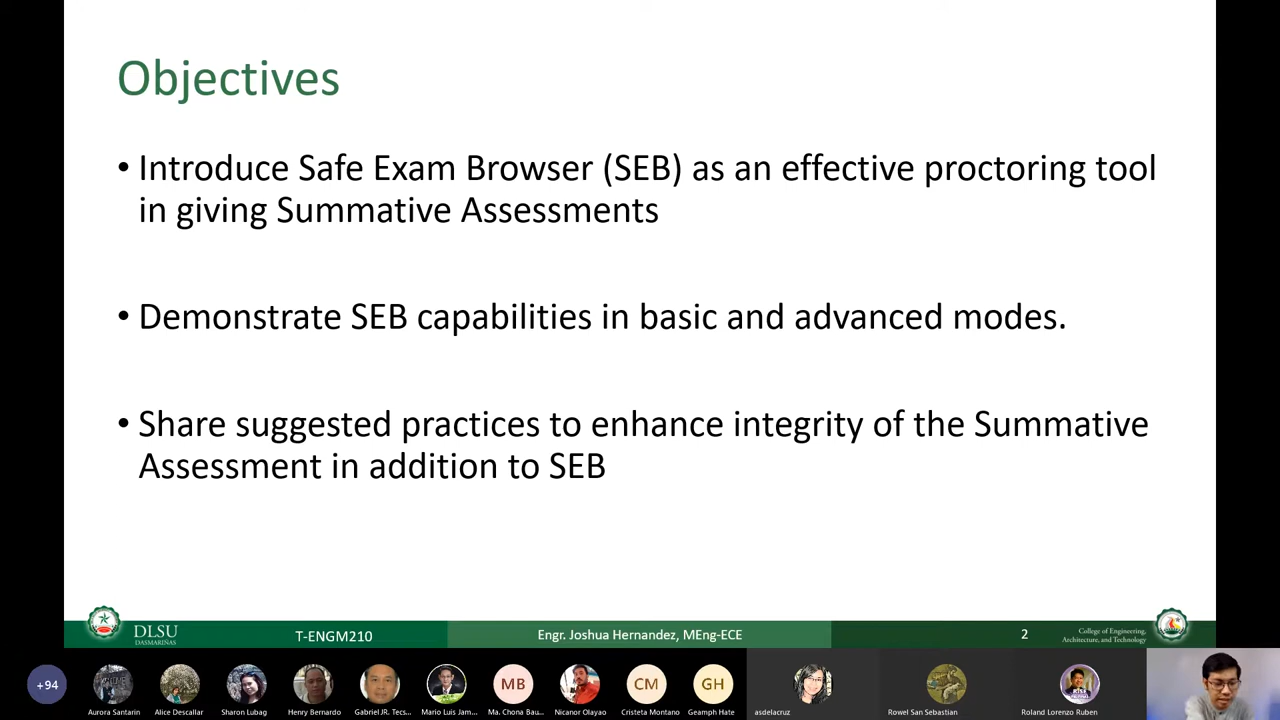 Objectives
• Introduce Safe Exam Browser (SEB) as an effective proctoring tool
in giving Summative Assessments
• Demonstrate SEB capabilities in basic and advanced modes.
• Share suggested practices to enhance integrity of the Summative
Assessment in addition to SEB
DLSU
DASMARIÑAS
T-ENGM210
Engr. Joshua Hernandez, MEng-ECE
2
College of Engineering,
Architecture, and Technology
+94
MB
CM
GH
Aurora Santarin
Alice Descallar
Sharon Lubag
Henry Bernardo
Gabriel JR. Tecs...
Mario Luis Jam...
Ma. Chona Bau...
Nicanor Olayao
Cristeta Montano
Geamph Hate
asdelacruz
Rowel San Sebastian
Roland Lorenzo Ruben